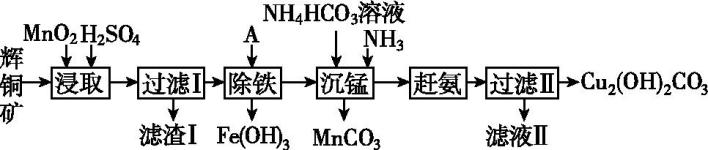 NH₄HCO₃溶液
MnO₂ H₂SO₄ A NH₃
辉铜矿 浸取 过滤Ⅰ 除铁 沉锰 赶氨 过滤Ⅱ Cu₂(OH)₂CO₃
滤渣Ⅰ Fe(OH)₃ MnCO₃ 滤液Ⅱ